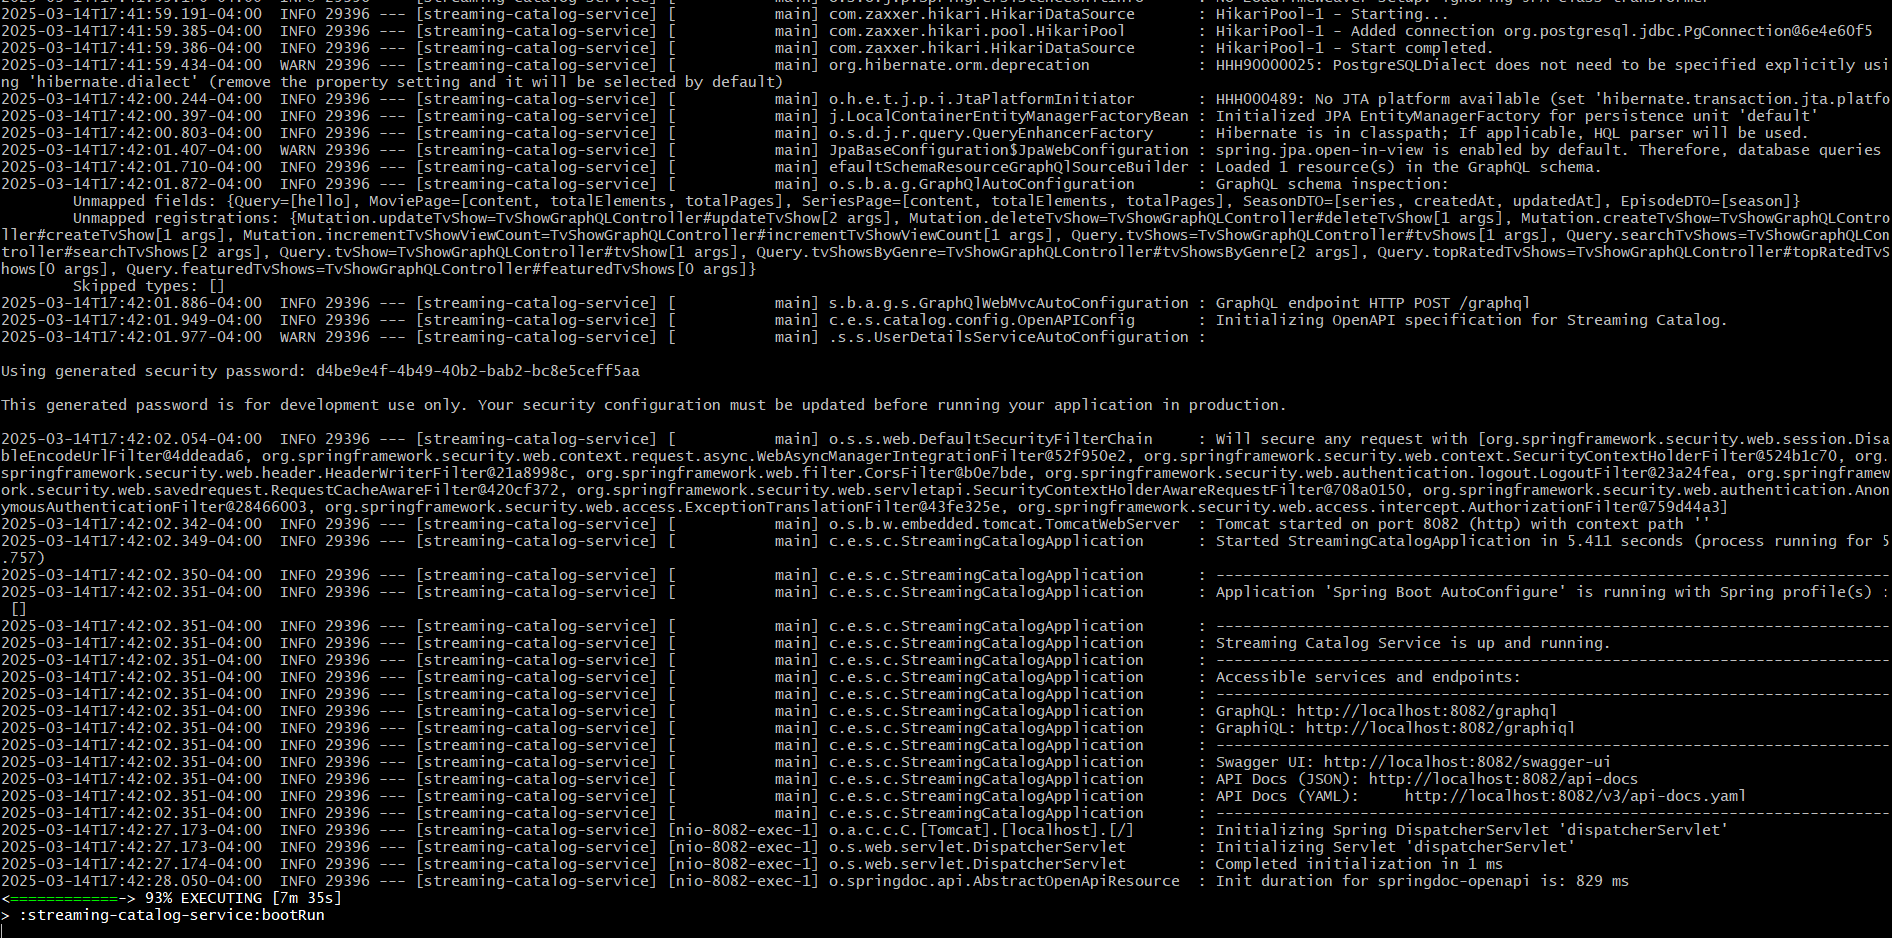 2025-03-14T17:41:59.191-04:00  INFO 29396 --- [streaming-catalog-service] [           main] com.zaxxer.hikari.HikariDataSource       : HikariPool-1 - Starting...
2025-03-14T17:41:59.385-04:00  INFO 29396 --- [streaming-catalog-service] [           main] com.zaxxer.hikari.pool.HikariPool        : HikariPool-1 - Added connection org.postgresql.jdbc.PgConnection@6e4e60f5
2025-03-14T17:41:59.386-04:00  INFO 29396 --- [streaming-catalog-service] [           main] com.zaxxer.hikari.HikariDataSource       : HikariPool-1 - Start completed.
2025-03-14T17:41:59.434-04:00  WARN 29396 --- [streaming-catalog-service] [           main] org.hibernate.orm.deprecation            : HHH90000025: PostgreSQLDialect does not need to be specified explicitly usi
ng 'hibernate.dialect' (remove the property setting and it will be selected by default)
2025-03-14T17:42:00.244-04:00  INFO 29396 --- [streaming-catalog-service] [           main] o.h.e.t.j.p.i.JtaPlatformInitiator       : HHH000489: No JTA platform available (set 'hibernate.transaction.jta.platfo
2025-03-14T17:42:00.397-04:00  INFO 29396 --- [streaming-catalog-service] [           main] j.LocalContainerEntityManagerFactoryBean : Initialized JPA EntityManagerFactory for persistence unit 'default'
2025-03-14T17:42:00.803-04:00  INFO 29396 --- [streaming-catalog-service] [           main] o.s.d.j.r.query.QueryEnhancerFactory     : Hibernate is in classpath; If applicable, HQL parser will be used.
2025-03-14T17:42:01.407-04:00  WARN 29396 --- [streaming-catalog-service] [           main] JpaBaseConfiguration$JpaWebConfiguration : spring.jpa.open-in-view is enabled by default. Therefore, database queries
2025-03-14T17:42:01.710-04:00  INFO 29396 --- [streaming-catalog-service] [           main] efaultSchemaResourceGraphQlSourceBuilder : Loaded 1 resource(s) in the GraphQL schema.
2025-03-14T17:42:01.872-04:00  INFO 29396 --- [streaming-catalog-service] [           main] o.s.b.a.g.GraphQlAutoConfiguration       : GraphQL schema inspection:
        Unmapped fields: {Query=[hello], MoviePage=[content, totalElements, totalPages], SeriesPage=[content, totalElements, totalPages], SeasonDTO=[series, createdAt, updatedAt], EpisodeDTO=[season]}
        Unmapped registrations: {Mutation.updateTvShow=TvShowGraphQLController#updateTvShow[2 args], Mutation.deleteTvShow=TvShowGraphQLController#deleteTvShow[1 args], Mutation.createTvShow=TvShowGraphQLContro
ller#createTvShow[1 args], Mutation.incrementTvShowViewCount=TvShowGraphQLController#incrementTvShowViewCount[1 args], Query.tvShows=TvShowGraphQLController#tvShows[1 args], Query.searchTvShows=TvShowGraphQLCon
troller#searchTvShows[2 args], Query.tvShow=TvShowGraphQLController#tvShow[1 args], Query.tvShowsByGenre=TvShowGraphQLController#tvShowsByGenre[2 args], Query.topRatedTvShows=TvShowGraphQLController#topRatedTvS
hows[0 args], Query.featuredTvShows=TvShowGraphQLController#featuredTvShows[0 args]}
        Skipped types: []
2025-03-14T17:42:01.886-04:00  INFO 29396 --- [streaming-catalog-service] [           main] s.b.a.g.s.GraphQlWebMvcAutoConfiguration : GraphQL endpoint HTTP POST /graphql
2025-03-14T17:42:01.949-04:00  INFO 29396 --- [streaming-catalog-service] [           main] c.e.s.catalog.config.OpenAPIConfig       : Initializing OpenAPI specification for Streaming Catalog.
2025-03-14T17:42:01.977-04:00  WARN 29396 --- [streaming-catalog-service] [           main] .s.s.UserDetailsServiceAutoConfiguration :
Using generated security password: d4be9e4f-4b49-40b2-bab2-bc8e5ceff5aa
This generated password is for development use only. Your security configuration must be updated before running your application in production.
2025-03-14T17:42:02.054-04:00  INFO 29396 --- [streaming-catalog-service] [           main] o.s.s.web.DefaultSecurityFilterChain     : Will secure any request with [org.springframework.security.web.session.Disa
bleEncodeUrlFilter@4ddeada6, org.springframework.security.web.context.request.async.WebAsyncManagerIntegrationFilter@52f950e2, org.springframework.security.web.context.SecurityContextHolderFilter@524b1c70, org.
springframework.security.web.header.HeaderWriterFilter@21a8998c, org.springframework.web.filter.CorsFilter@b0e7bde, org.springframework.security.web.authentication.logout.LogoutFilter@23a24fea, org.springframew
ork.security.web.savedrequest.RequestCacheAwareFilter@420cf372, org.springframework.security.web.servletapi.SecurityContextHolderAwareRequestFilter@708a0150, org.springframework.security.web.authentication.Anon
ymousAuthenticationFilter@28466003, org.springframework.security.web.access.ExceptionTranslationFilter@43fe325e, org.springframework.security.web.access.intercept.AuthorizationFilter@759d44a3]
2025-03-14T17:42:02.342-04:00  INFO 29396 --- [streaming-catalog-service] [           main] o.s.b.w.embedded.tomcat.TomcatWebServer  : Tomcat started on port 8082 (http) with context path ''
2025-03-14T17:42:02.349-04:00  INFO 29396 --- [streaming-catalog-service] [           main] c.e.s.c.StreamingCatalogApplication      : Started StreamingCatalogApplication in 5.411 seconds (process running for 5
.757)
2025-03-14T17:42:02.350-04:00  INFO 29396 --- [streaming-catalog-service] [           main] c.e.s.c.StreamingCatalogApplication      : ---------------------------------------------------------------------------
2025-03-14T17:42:02.351-04:00  INFO 29396 --- [streaming-catalog-service] [           main] c.e.s.c.StreamingCatalogApplication      : Application 'Spring Boot AutoConfigure' is running with Spring profile(s) :
 []
2025-03-14T17:42:02.351-04:00  INFO 29396 --- [streaming-catalog-service] [           main] c.e.s.c.StreamingCatalogApplication      : ---------------------------------------------------------------------------
2025-03-14T17:42:02.351-04:00  INFO 29396 --- [streaming-catalog-service] [           main] c.e.s.c.StreamingCatalogApplication      : Streaming Catalog Service is up and running.
2025-03-14T17:42:02.351-04:00  INFO 29396 --- [streaming-catalog-service] [           main] c.e.s.c.StreamingCatalogApplication      : ---------------------------------------------------------------------------
2025-03-14T17:42:02.351-04:00  INFO 29396 --- [streaming-catalog-service] [           main] c.e.s.c.StreamingCatalogApplication      : Accessible services and endpoints:
2025-03-14T17:42:02.351-04:00  INFO 29396 --- [streaming-catalog-service] [           main] c.e.s.c.StreamingCatalogApplication      : ---------------------------------------------------------------------------
2025-03-14T17:42:02.351-04:00  INFO 29396 --- [streaming-catalog-service] [           main] c.e.s.c.StreamingCatalogApplication      : GraphQL: http://localhost:8082/graphql
2025-03-14T17:42:02.351-04:00  INFO 29396 --- [streaming-catalog-service] [           main] c.e.s.c.StreamingCatalogApplication      : GraphiQL: http://localhost:8082/graphiql
2025-03-14T17:42:02.351-04:00  INFO 29396 --- [streaming-catalog-service] [           main] c.e.s.c.StreamingCatalogApplication      : ---------------------------------------------------------------------------
2025-03-14T17:42:02.351-04:00  INFO 29396 --- [streaming-catalog-service] [           main] c.e.s.c.StreamingCatalogApplication      : Swagger UI: http://localhost:8082/swagger-ui
2025-03-14T17:42:02.351-04:00  INFO 29396 --- [streaming-catalog-service] [           main] c.e.s.c.StreamingCatalogApplication      : API Docs (JSON): http://localhost:8082/api-docs
2025-03-14T17:42:02.351-04:00  INFO 29396 --- [streaming-catalog-service] [           main] c.e.s.c.StreamingCatalogApplication      : API Docs (YAML):     http://localhost:8082/v3/api-docs.yaml
2025-03-14T17:42:02.351-04:00  INFO 29396 --- [streaming-catalog-service] [           main] c.e.s.c.StreamingCatalogApplication      : ---------------------------------------------------------------------------
2025-03-14T17:42:27.173-04:00  INFO 29396 --- [streaming-catalog-service] [nio-8082-exec-1] o.a.c.c.C.[Tomcat].[localhost].[/]       : Initializing Spring DispatcherServlet 'dispatcherServlet'
2025-03-14T17:42:27.173-04:00  INFO 29396 --- [streaming-catalog-service] [nio-8082-exec-1] o.s.web.servlet.DispatcherServlet        : Initializing Servlet 'dispatcherServlet'
2025-03-14T17:42:27.174-04:00  INFO 29396 --- [streaming-catalog-service] [nio-8082-exec-1] o.s.web.servlet.DispatcherServlet        : Completed initialization in 1 ms
2025-03-14T17:42:28.050-04:00  INFO 29396 --- [streaming-catalog-service] [nio-8082-exec-1] o.springdoc.api.AbstractOpenApiResource  : Init duration for springdoc-openapi is: 829 ms
<============-> 93% EXECUTING [7m 35s]
> :streaming-catalog-service:bootRun